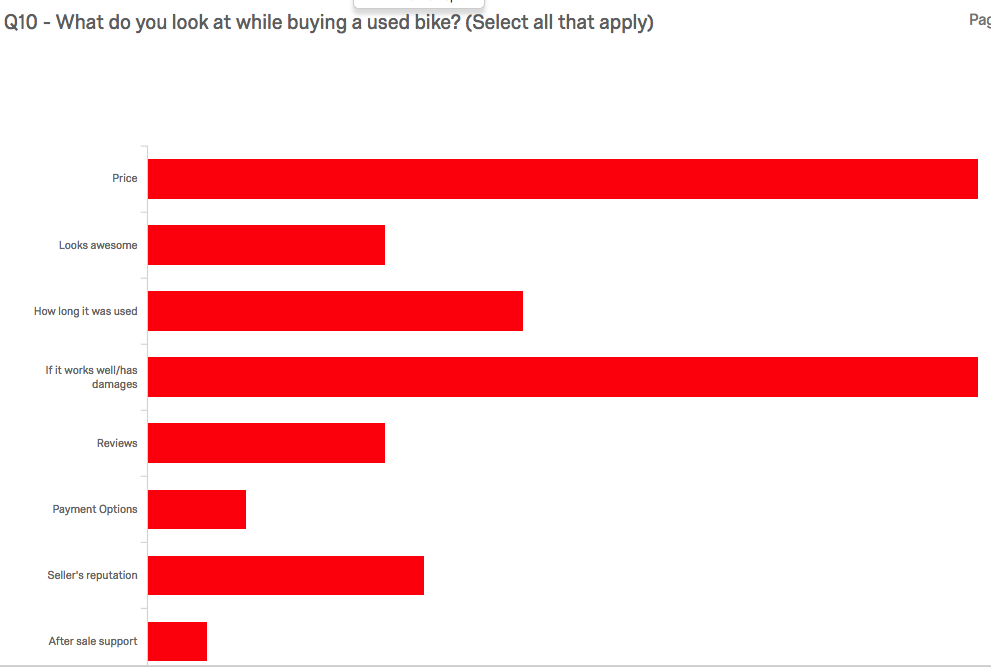 Q10 - What do you look at while buying a used bike? (Select all that apply)
Pag
Price
Looks awesome
How long it was used
If it works well/has
damages
Reviews
Payment Options
Seller's reputation
After sale support